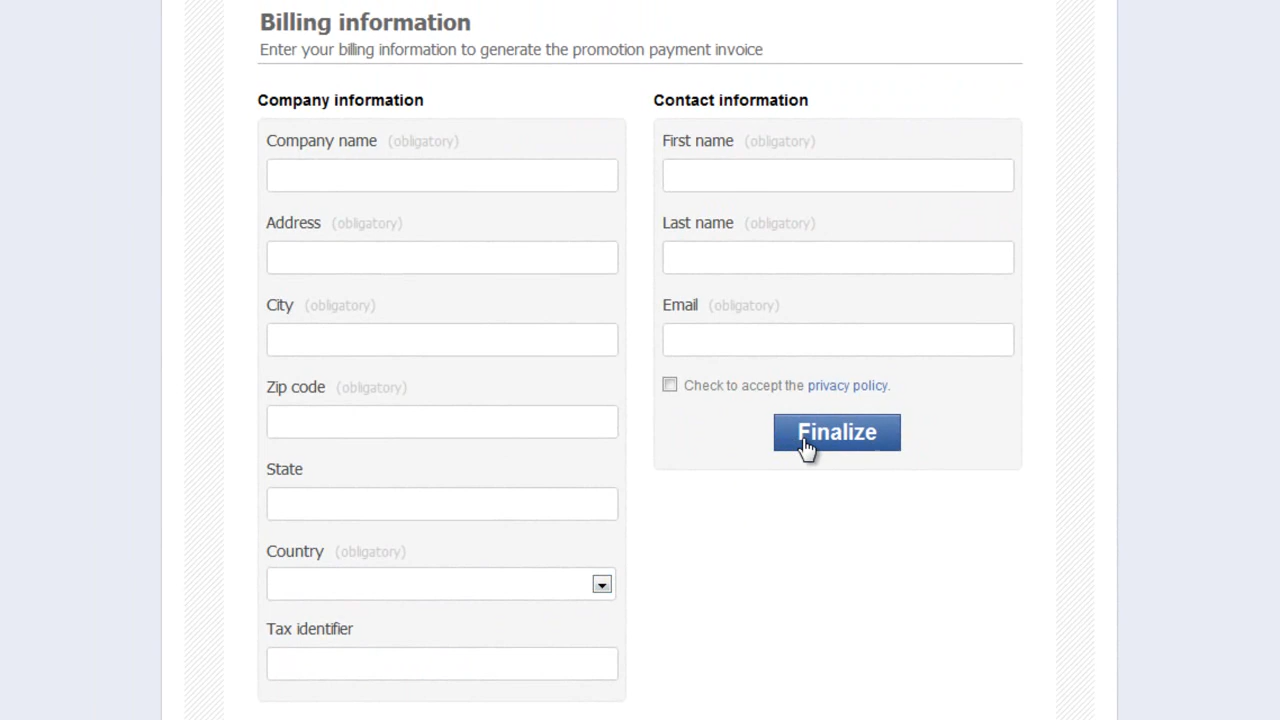 Billing information
Enter your billing information to generate the promotion payment invoice
Company information
Company name (obligatory)
Address (obligatory)
City (obligatory)
Zip code (obligatory)
State
Country (obligatory)
Tax identifier
Contact information
First name (obligatory)
Last name (obligatory)
Email (obligatory)
Check to accept the privacy policy.
Finalize